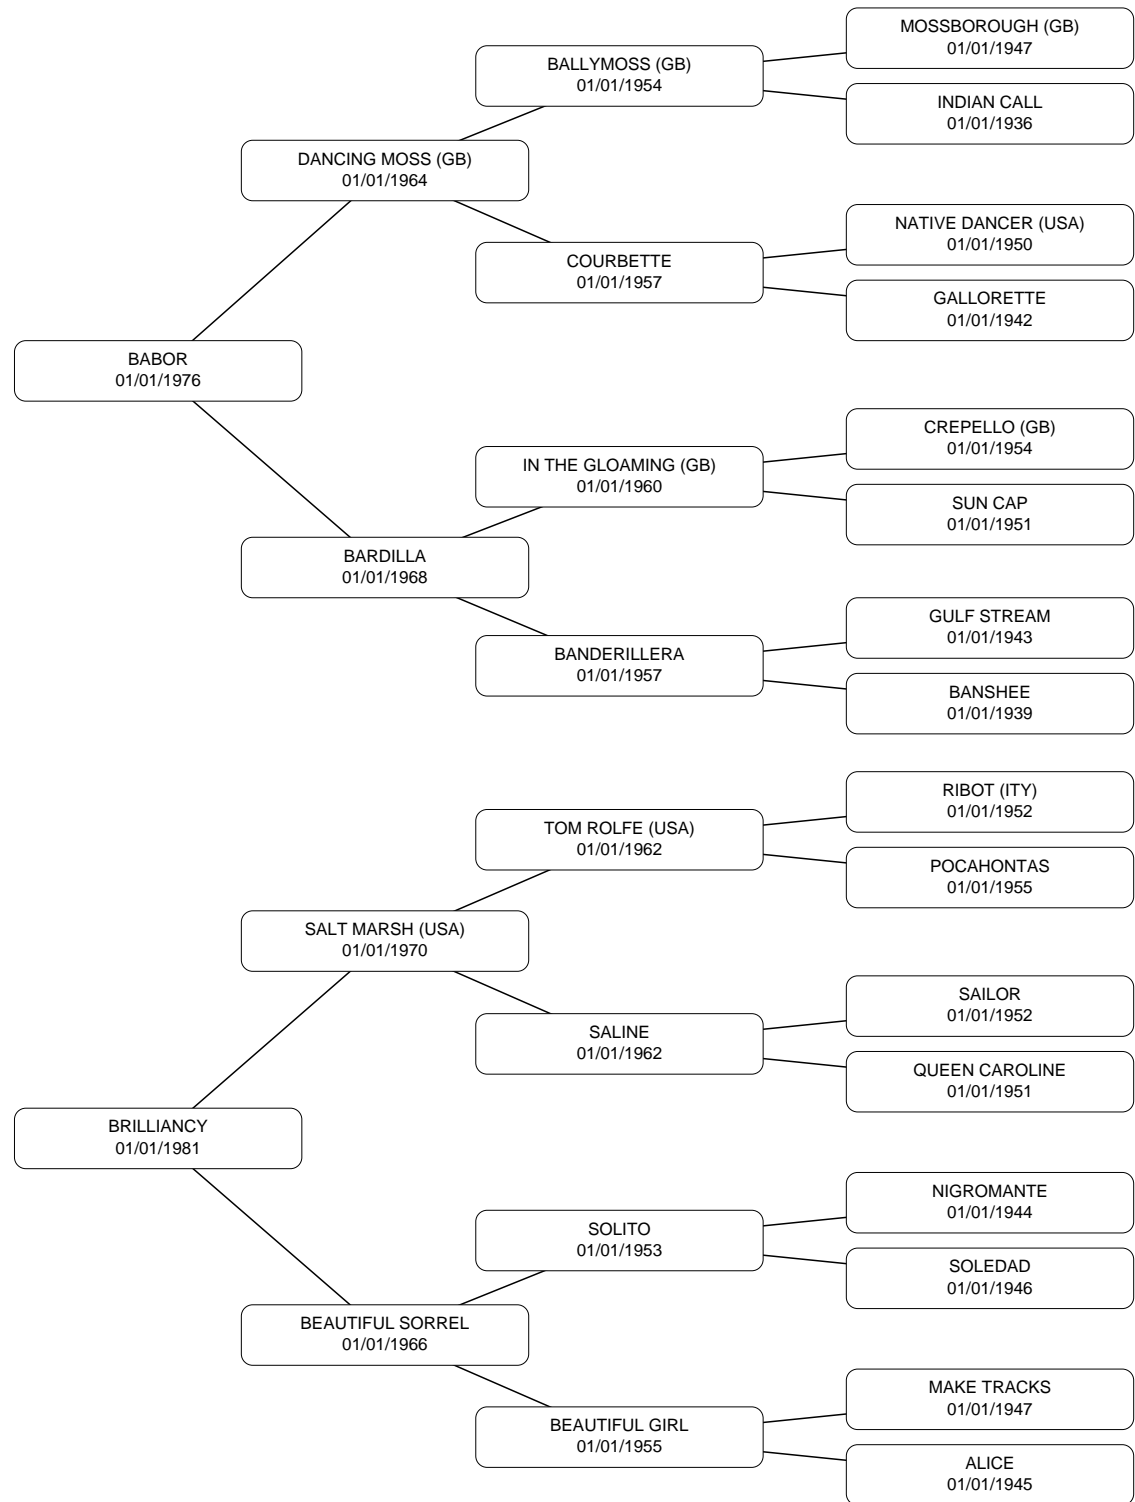 MOSSBOROUGH (GB)
01/01/1947
BALLYMOSS (GB)
01/01/1954
INDIAN CALL
01/01/1936
DANCING MOSS (GB)
01/01/1964
NATIVE DANCER (USA)
01/01/1950
COURBETTE
01/01/1957
GALLORETTE
01/01/1942
BABOR
01/01/1976
CREPELLO (GB)
01/01/1954
IN THE GLOAMING (GB)
01/01/1960
SUN CAP
01/01/1951
BARDILLA
01/01/1968
GULF STREAM
01/01/1943
BANDERILLERA
01/01/1957
BANSHEE
01/01/1939
RIBOT (ITY)
01/01/1952
TOM ROLFE (USA)
01/01/1962
POCAHONTAS
01/01/1955
SALT MARSH (USA)
01/01/1970
SAILOR
01/01/1952
SALINE
01/01/1962
QUEEN CAROLINE
01/01/1951
BRILLIANCY
01/01/1981
NIGROMANTE
01/01/1944
SOLITO
01/01/1953
SOLEDAD
01/01/1946
BEAUTIFUL SORREL
01/01/1966
MAKE TRACKS
01/01/1947
BEAUTIFUL GIRL
01/01/1955
ALICE
01/01/1945